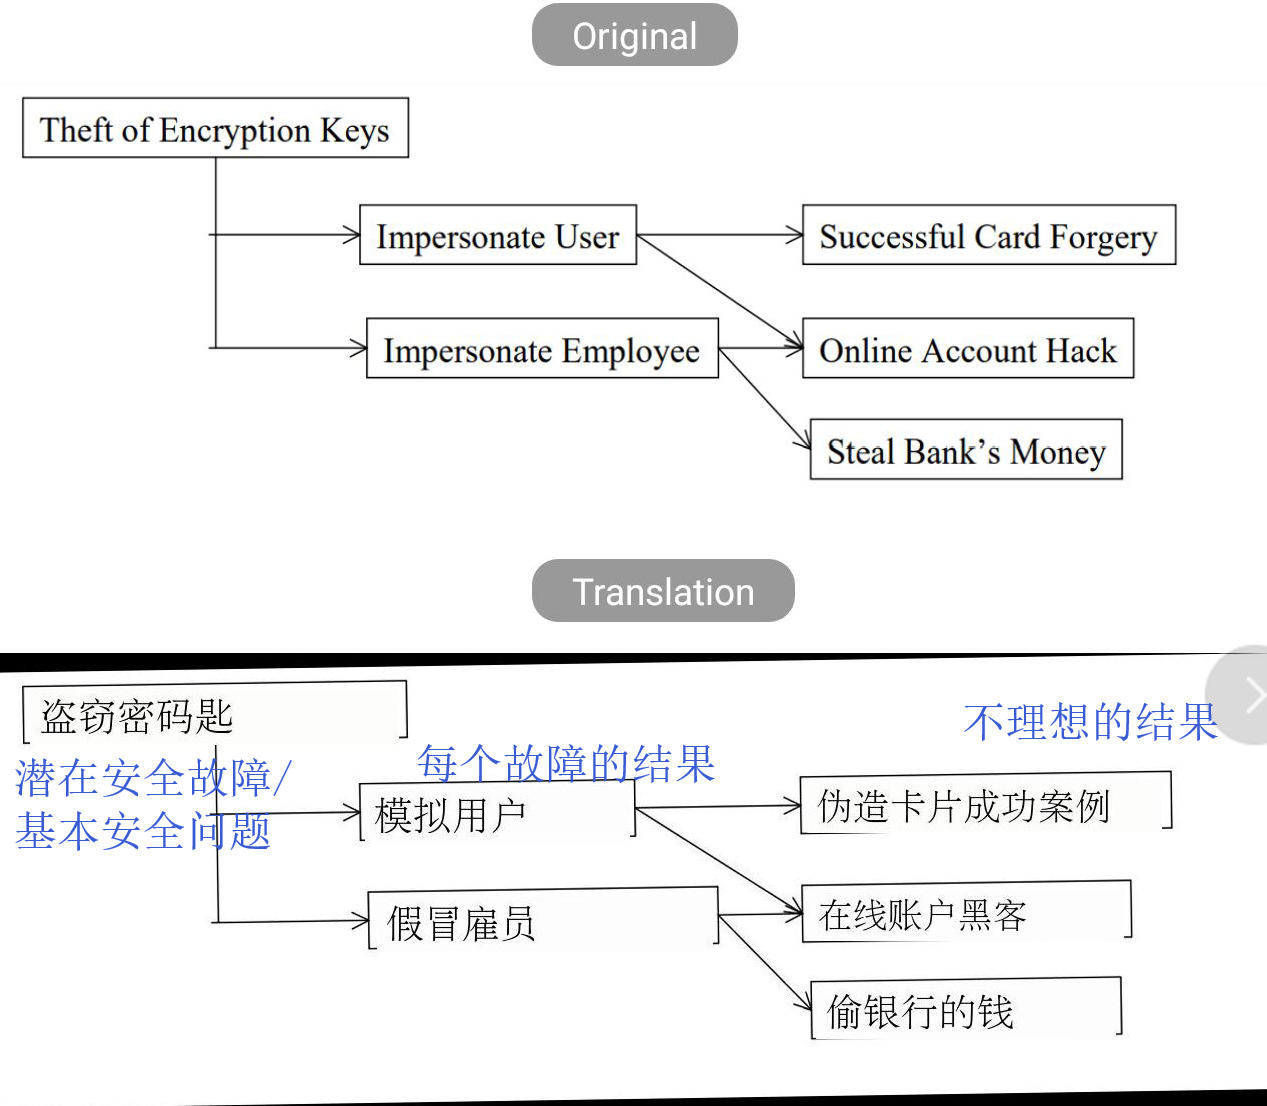 Original
Theft of Encryption Keys
Impersonate User
Successful Card Forgery
Impersonate Employee
Online Account Hack
Steal Bank’s Money
Translation
盗窃密码匙
不理想的结果
潜在安全故障/
基本安全问题
每个故障的结果
模拟用户
伪造卡片成功案例
假冒雇员
在线账户黑客
偷银行的钱